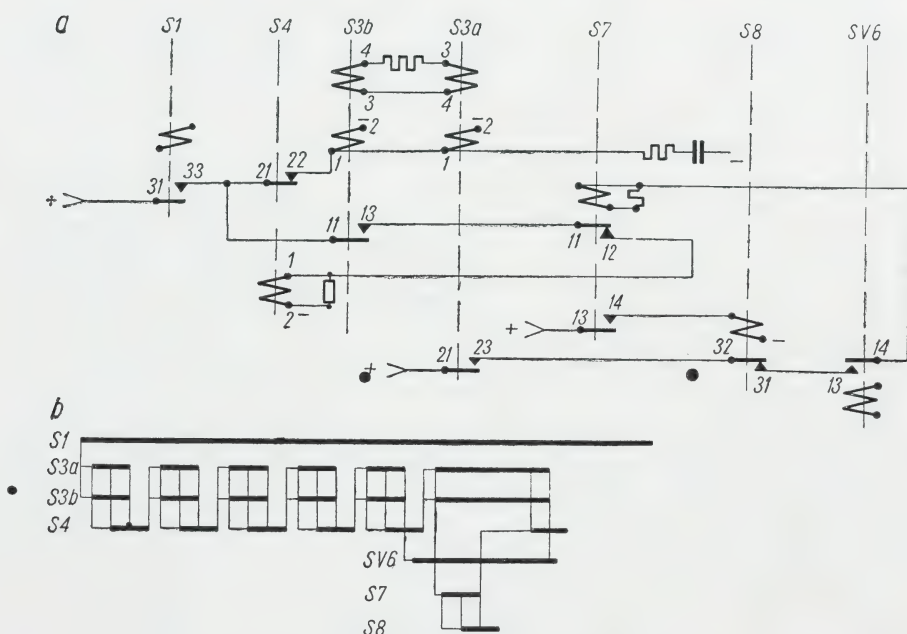 a
S1 S4 S3b S3a S7 S8 SV6
4 3
3 4
2 2
22 1 1
31 33 21
+ −
11 13 11 12
1
2 −
+ 13 14 −
+ 21 23 32 31 13 14
b
S1
S3a
S3b
S4
SV6
S7
S8